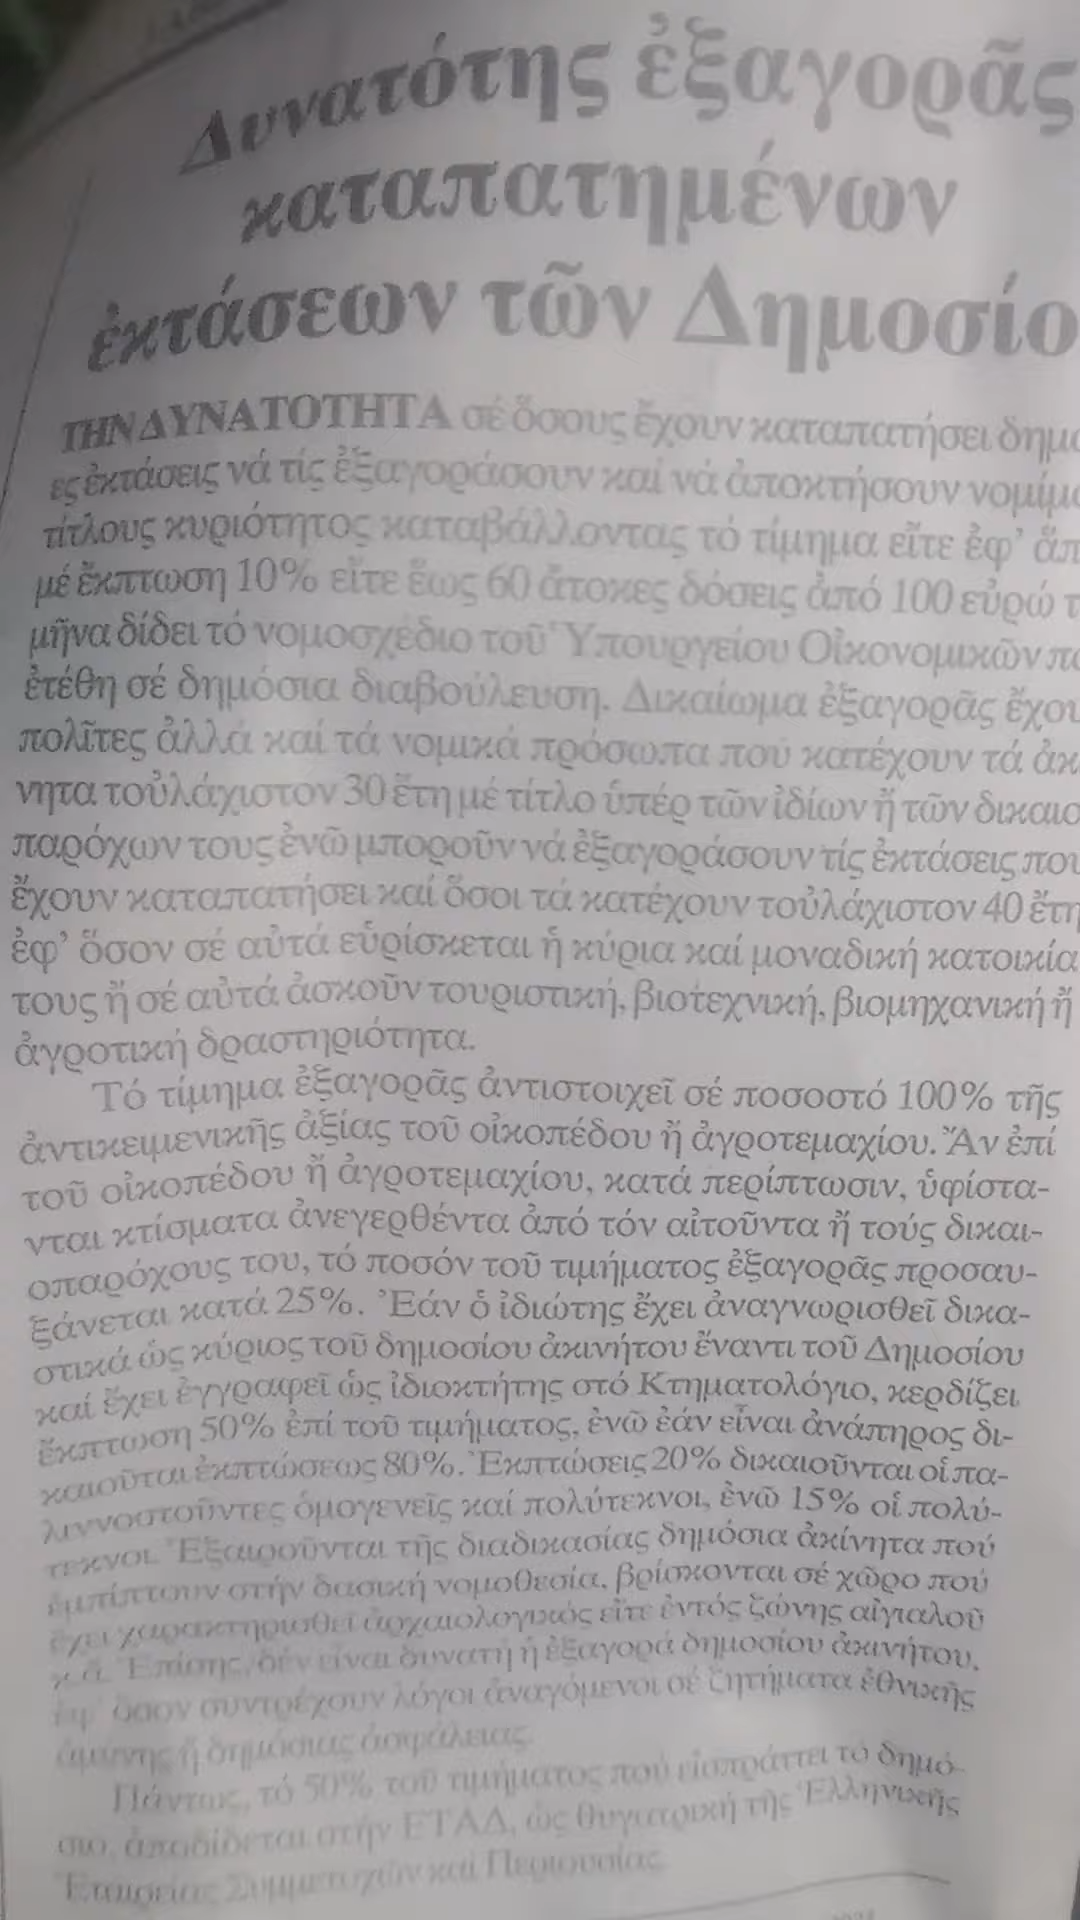 Δυνατότης ἐξαγορᾶς
καταπατημένων
ἐκτάσεων τῶν Δημοσίο
ΤΗΝ ΔΥΝΑΤΟΤΗΤΑ σέ ὅσους ἔχουν καταπατήσει δημο
ες ἐκτάσεις νά τίς ἐξαγοράσουν καί νά ἀποκτήσουν νομίμο
τίτλους κυριότητος καταβάλλοντας τό τίμημα εἴτε ἐφ’ ἅπ
μέ ἔκπτωση 10% εἴτε ἕως 60 ἄτοκες δόσεις ἀπό 100 εὐρώ τ
μῆνα δίδει τό νομοσχέδιο τοῦ Ὑπουργείου Οἰκονομικῶν πο
ἐτέθη σέ δημόσια διαβούλευση. Δικαίωμα ἐξαγορᾶς ἔχου
πολῖτες ἀλλά καί τά νομικά πρόσωπα πού κατέχουν τά ἀκ
νητα τοὐλάχιστον 30 ἔτη μέ τίτλο ὑπέρ τῶν ἰδίων ἤ τῶν δικαιο
παρόχων τους ἐνῶ μποροῦν νά ἐξαγοράσουν τίς ἐκτάσεις πού
ἔχουν καταπατήσει καί ὅσοι τά κατέχουν τοὐλάχιστον 40 ἔτη
ἐφ’ ὅσον σέ αὐτά εὑρίσκεται ἡ κύρια καί μοναδική κατοικία
τους ἤ σέ αὐτά ἀσκοῦν τουριστική, βιοτεχνική, βιομηχανική ἤ
ἀγροτική δραστηριότητα.
Τό τίμημα ἐξαγορᾶς ἀντιστοιχεῖ σέ ποσοστό 100% τῆς
ἀντικειμενικῆς ἀξίας τοῦ οἰκοπέδου ἤ ἀγροτεμαχίου. Ἄν ἐπί
τοῦ οἰκοπέδου ἤ ἀγροτεμαχίου, κατά περίπτωσιν, ὑφίστα-
νται κτίσματα ἀνεγερθέντα ἀπό τόν αἰτοῦντα ἤ τούς δικαι-
οπαρόχους του, τό ποσόν τοῦ τιμήματος ἐξαγορᾶς προσαυ-
ξάνεται κατά 25%. Ἐάν ὁ ἰδιώτης ἔχει ἀναγνωρισθεῖ δικα-
στικά ὡς κύριος τοῦ δημοσίου ἀκινήτου ἔναντι τοῦ Δημοσίου
καί ἔχει ἐγγραφεῖ ὡς ἰδιοκτήτης στό Κτηματολόγιο, κερδίζει
ἔκπτωση 50% ἐπί τοῦ τιμήματος, ἐνῶ ἐάν εἶναι ἀνάπηρος δι-
καιοῦται ἐκπτώσεως 80%. Ἐκπτώσεις 20% δικαιοῦνται οἱ πα-
λιννοστοῦντες ὁμογενεῖς καί πολύτεκνοι, ἐνῶ 15% οἱ πολύ-
τεκνοι. Ἐξαιροῦνται τῆς διαδικασίας δημόσια ἀκίνητα πού
ἐμπίπτουν στήν δασική νομοθεσία, βρίσκονται σέ χῶρο πού
ἔχει χαρακτηρισθεῖ ἀρχαιολογικός εἴτε ἐντός ζώνης αἰγιαλοῦ
κ.ἄ. Ἐπίσης, δέν εἶναι δυνατή ἡ ἐξαγορά δημοσίου ἀκινήτου,
ἐφ’ ὅσον συντρέχουν λόγοι ἀναγόμενοι σέ ζητήματα ἐθνικῆς
ἀμύνης ἤ δημόσιας ἀσφάλειας.
Πάντως, τό 50% τοῦ τιμήματος πού εἰσπράττει τό δημό-
σιο, ἀποδίδεται στήν ΕΤΑΔ, ὡς θυγατρική τῆς Ἑλληνικῆς
Ἑταιρείας Συμμετοχῶν καί Περιουσίας.